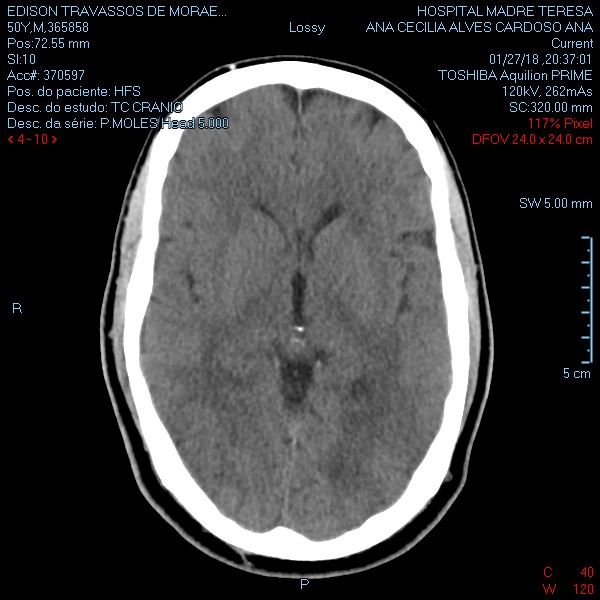 EDISON TRAVASSOS DE MORAE...
50Y,M,365858
Pos:72.55 mm
SI:10
Acc#: 370597
Pos. do paciente: HFS
Desc. do estudo: TC CRANIO
Desc. da série: P.MOLES/Head 5.000
< 4 - 10 >
Lossy
HOSPITAL MADRE TERESA
ANA CECILIA ALVES CARDOSO ANA
Current
01/27/18 ,20:37:01
TOSHIBA Aquilion PRIME
120kV, 262mAs
SC:320.00 mm
117% Pixel
DFOV 24.0 x 24.0 cm
SW 5.00 mm
R
5 cm
P
C 40
W 120